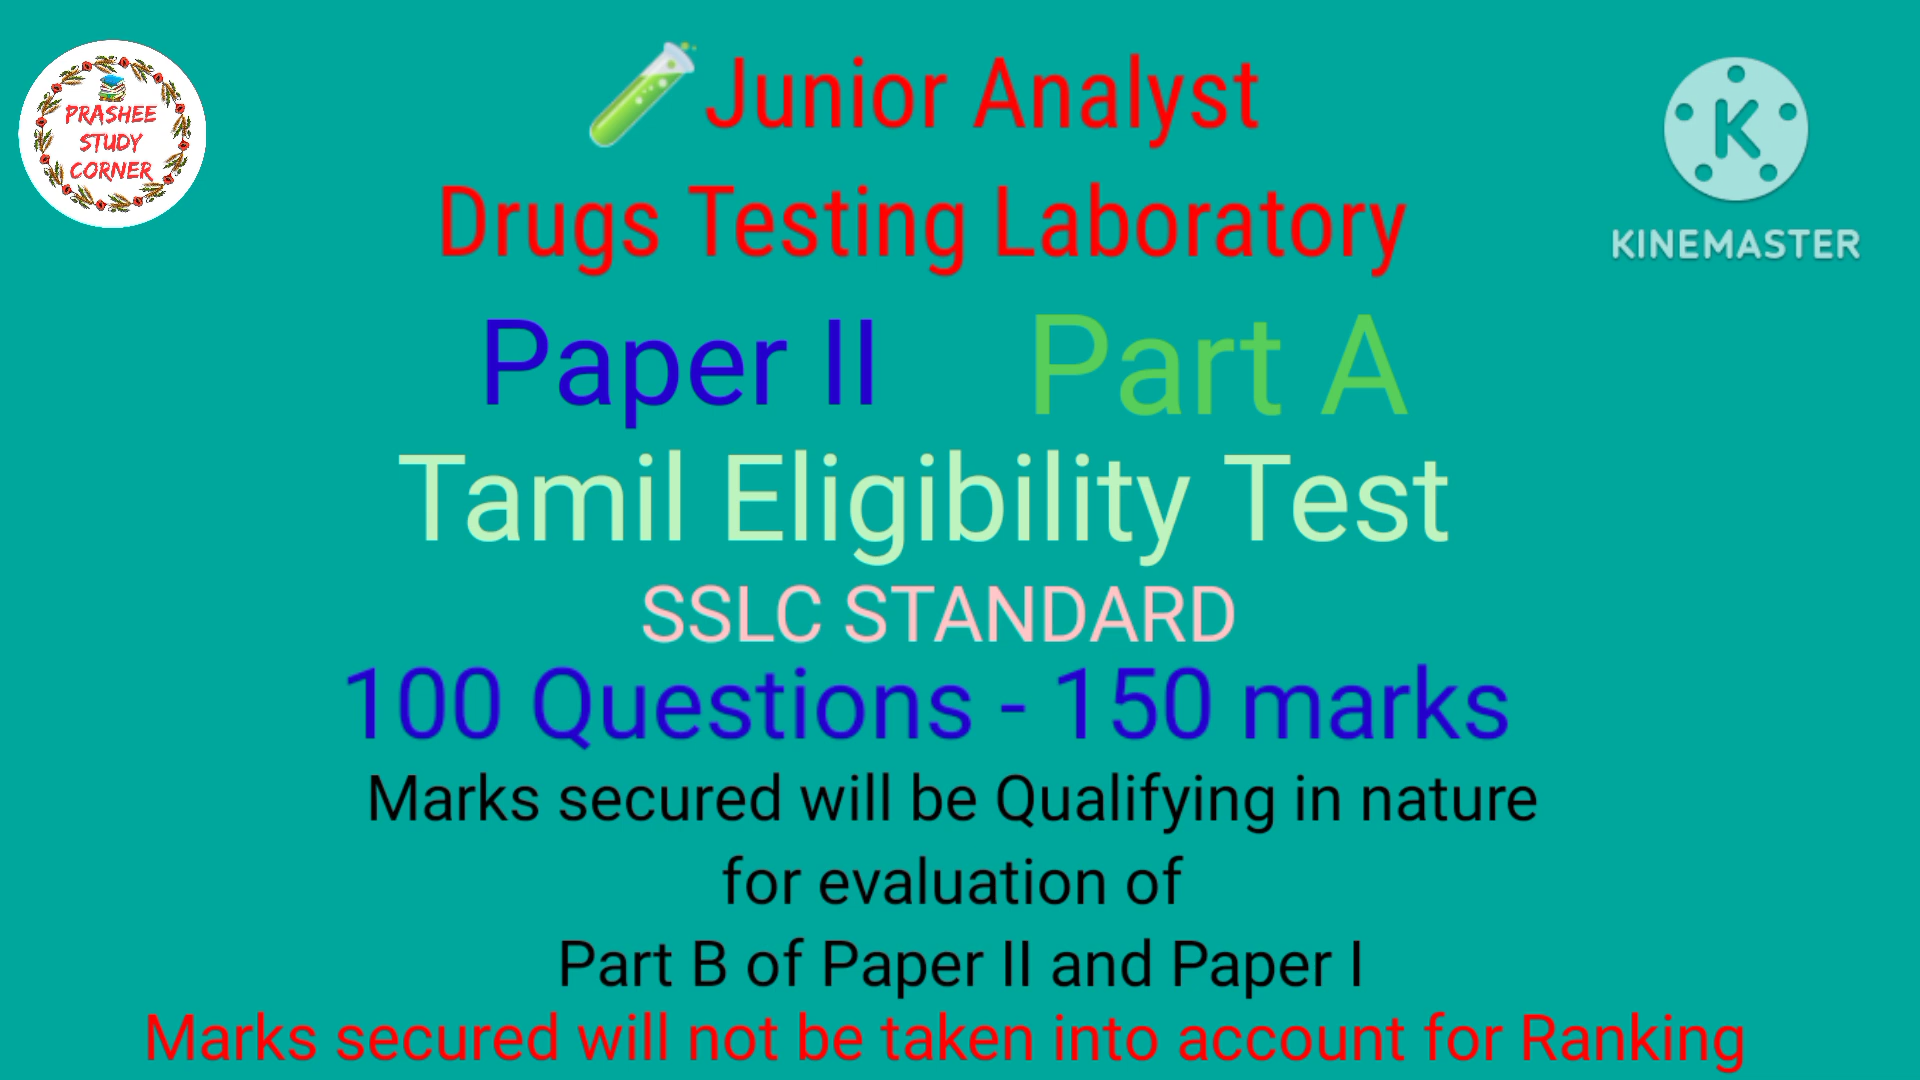 PRASHEE
STUDY
CORNER
Junior Analyst
Drugs Testing Laboratory
K
KINEMASTER
Paper II Part A
Tamil Eligibility Test
SSLC STANDARD
100 Questions - 150 marks
Marks secured will be Qualifying in nature
for evaluation of
Part B of Paper II and Paper I
Marks secured will not be taken into account for Ranking